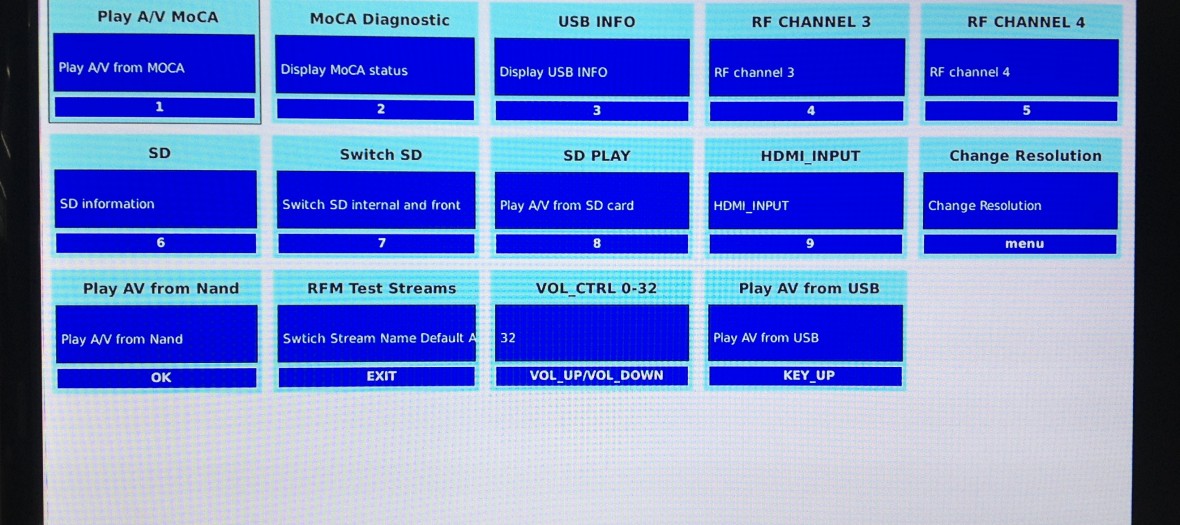 Play A/V MoCA
Play A/V from MOCA
1
MoCA Diagnostic
Display MoCA status
2
USB INFO
Display USB INFO
3
RF CHANNEL 3
RF channel 3
4
RF CHANNEL 4
RF channel 4
5
SD
SD information
6
Switch SD
Switch SD internal and front
7
SD PLAY
Play A/V from SD card
8
HDMI_INPUT
HDMI_INPUT
9
Change Resolution
Change Resolution
menu
Play AV from Nand
Play A/V from Nand
OK
RFM Test Streams
Swtich Stream Name Default A
EXIT
VOL_CTRL 0-32
32
VOL_UP/VOL_DOWN
Play AV from USB
Play AV from USB
KEY_UP